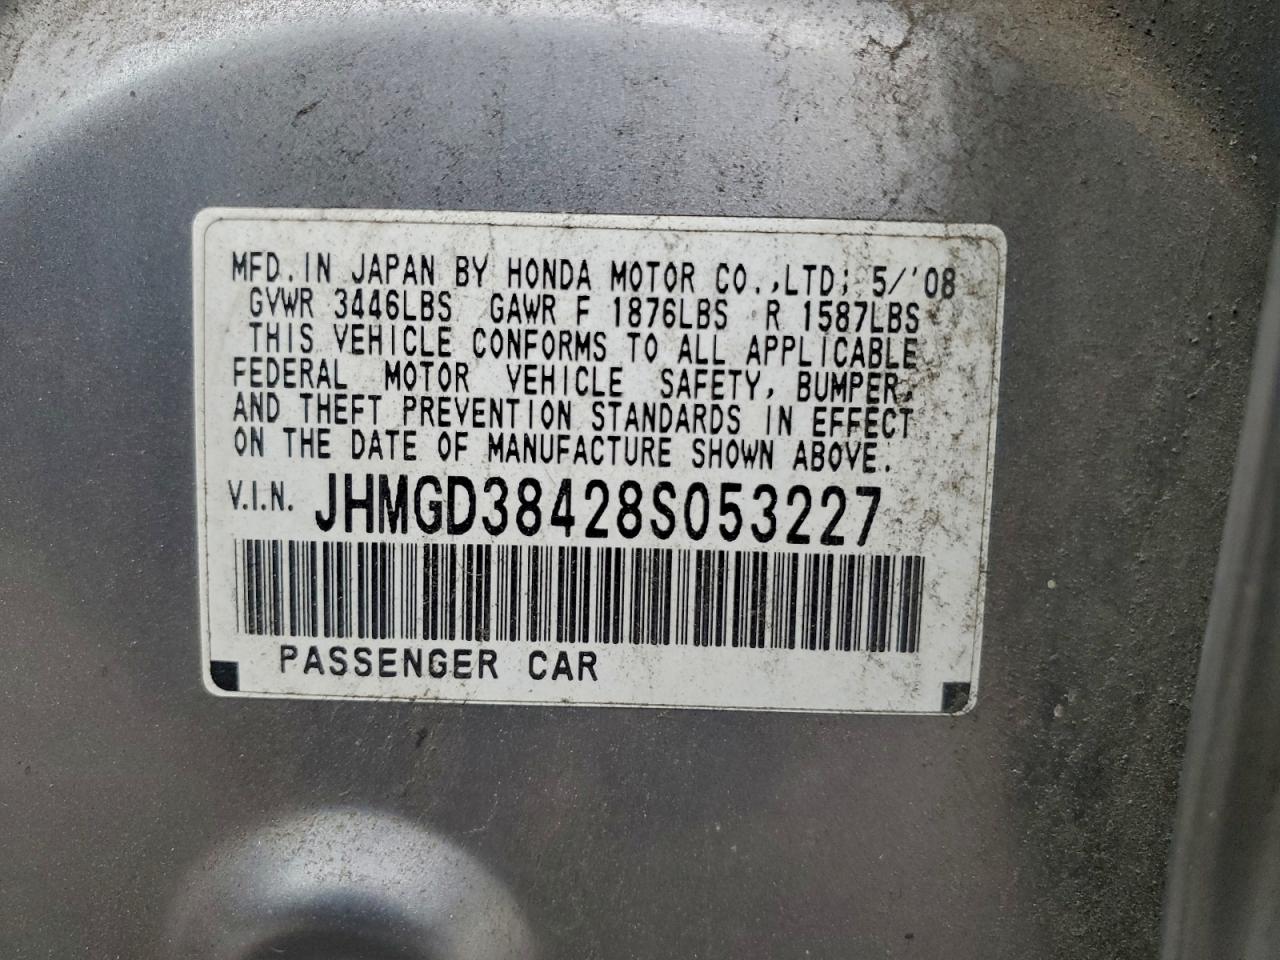 MFD. IN JAPAN BY HONDA MOTOR CO.,LTD; 5/'08
GVWR 3446LBS GAWR F 1876LBS R 1587LBS
THIS VEHICLE CONFORMS TO ALL APPLICABLE
FEDERAL MOTOR VEHICLE SAFETY, BUMPER,
AND THEFT PREVENTION STANDARDS IN EFFECT
ON THE DATE OF MANUFACTURE SHOWN ABOVE.
V.I.N. JHMGD38428S053227
PASSENGER CAR